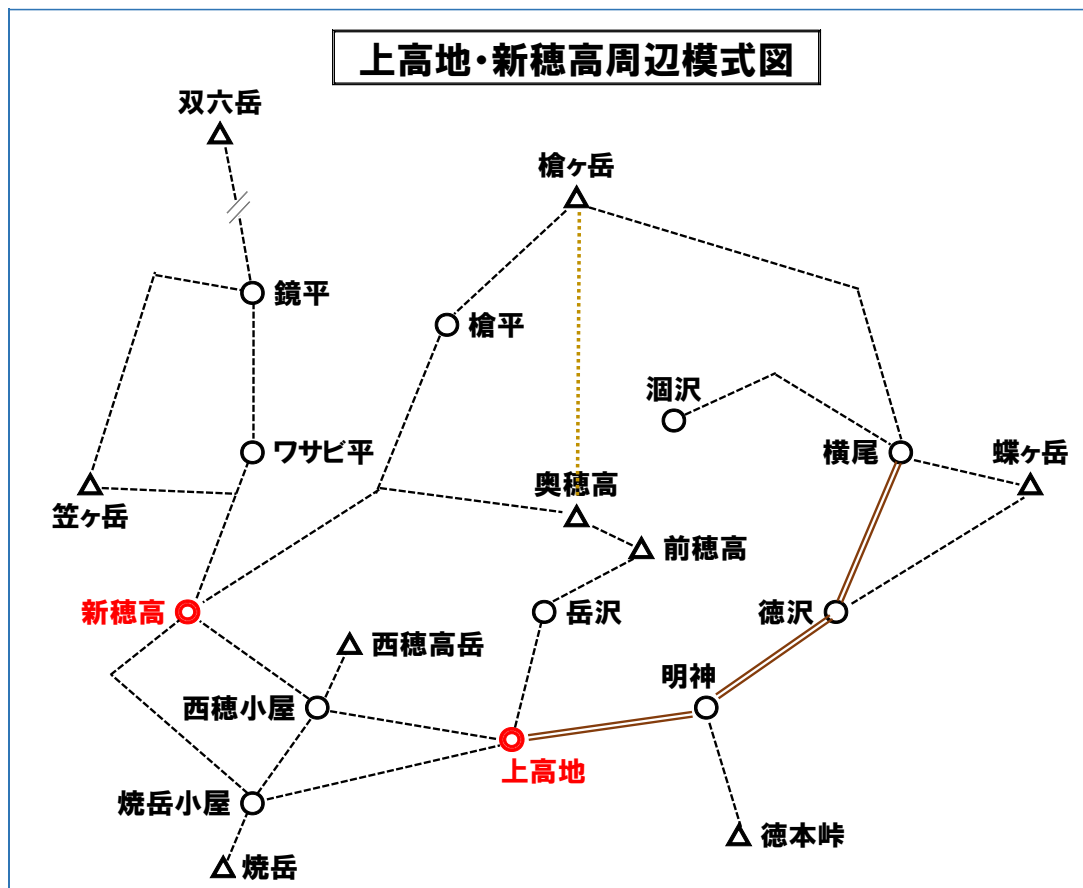 上高地・新穂高周辺模式図
双六岳
槍ヶ岳
鏡平
槍平
涸沢
ワサビ平
横尾
蝶ヶ岳
笠ヶ岳
奥穂高
前穂高
新穂高
岳沢
徳沢
西穂高岳
明神
西穂小屋
上高地
焼岳小屋
徳本峠
焼岳